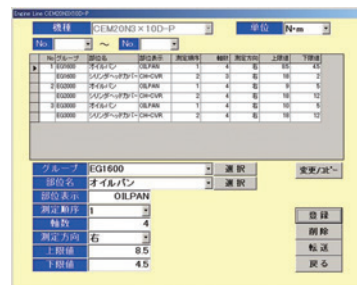 Engine Line CEM20N3X10D-P
機種 CEM20N3×10D-P 単位 N・m
No. ～ No.
No グループ 部位名 部位表示 測定順序 軸数 測定方向 上限値 下限値
1 EG1600 オイルパン OILPAN 1 4 右 85 45
EG3000 シリンダヘッドカバー CH-CVR 2 3 右 18 2
2 EG2000 オイルパン OILPAN 1 4 右 9 5
EG3000 シリンダヘッドカバー CH-CVR 2 4 右 18 12
3 EG2000 オイルパン OILPAN 1 4 右 10 5
EG3000 シリンダヘッドカバー CH-CVR 2 4 右 18 12
グループ EG1600 選択 変更/コピー
部位名 オイルパン 選択
部位表示 OILPAN
測定順序 1 登録
軸数 4 削除
測定方向 右 転送
上限値 8.5 戻る
下限値 4.5